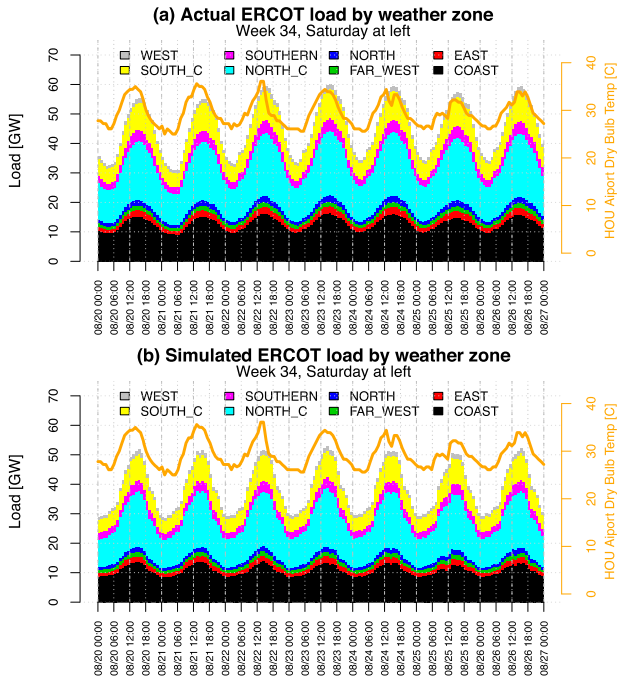 (a) Actual ERCOT load by weather zone
Week 34, Saturday at left
WEST SOUTHERN NORTH EAST
SOUTH_C NORTH_C FAR_WEST COAST
Load [GW]
0 10 20 30 40 50 60 70
HOU Aiport Dry Bulb Temp [C]
0 10 20 30 40
08/20 00:00 08/20 06:00 08/20 12:00 08/20 18:00 08/21 00:00 08/21 06:00 08/21 12:00 08/21 18:00 08/22 00:00 08/22 06:00 08/22 12:00 08/22 18:00 08/23 00:00 08/23 06:00 08/23 12:00 08/23 18:00 08/24 00:00 08/24 06:00 08/24 12:00 08/24 18:00 08/25 00:00 08/25 06:00 08/25 12:00 08/25 18:00 08/26 00:00 08/26 06:00 08/26 12:00 08/26 18:00 08/27 00:00
(b) Simulated ERCOT load by weather zone
Week 34, Saturday at left
WEST SOUTHERN NORTH EAST
SOUTH_C NORTH_C FAR_WEST COAST
Load [GW]
0 10 20 30 40 50 60 70
HOU Aiport Dry Bulb Temp [C]
0 10 20 30 40
08/20 00:00 08/20 06:00 08/20 12:00 08/20 18:00 08/21 00:00 08/21 06:00 08/21 12:00 08/21 18:00 08/22 00:00 08/22 06:00 08/22 12:00 08/22 18:00 08/23 00:00 08/23 06:00 08/23 12:00 08/23 18:00 08/24 00:00 08/24 06:00 08/24 12:00 08/24 18:00 08/25 00:00 08/25 06:00 08/25 12:00 08/25 18:00 08/26 00:00 08/26 06:00 08/26 12:00 08/26 18:00 08/27 00:00